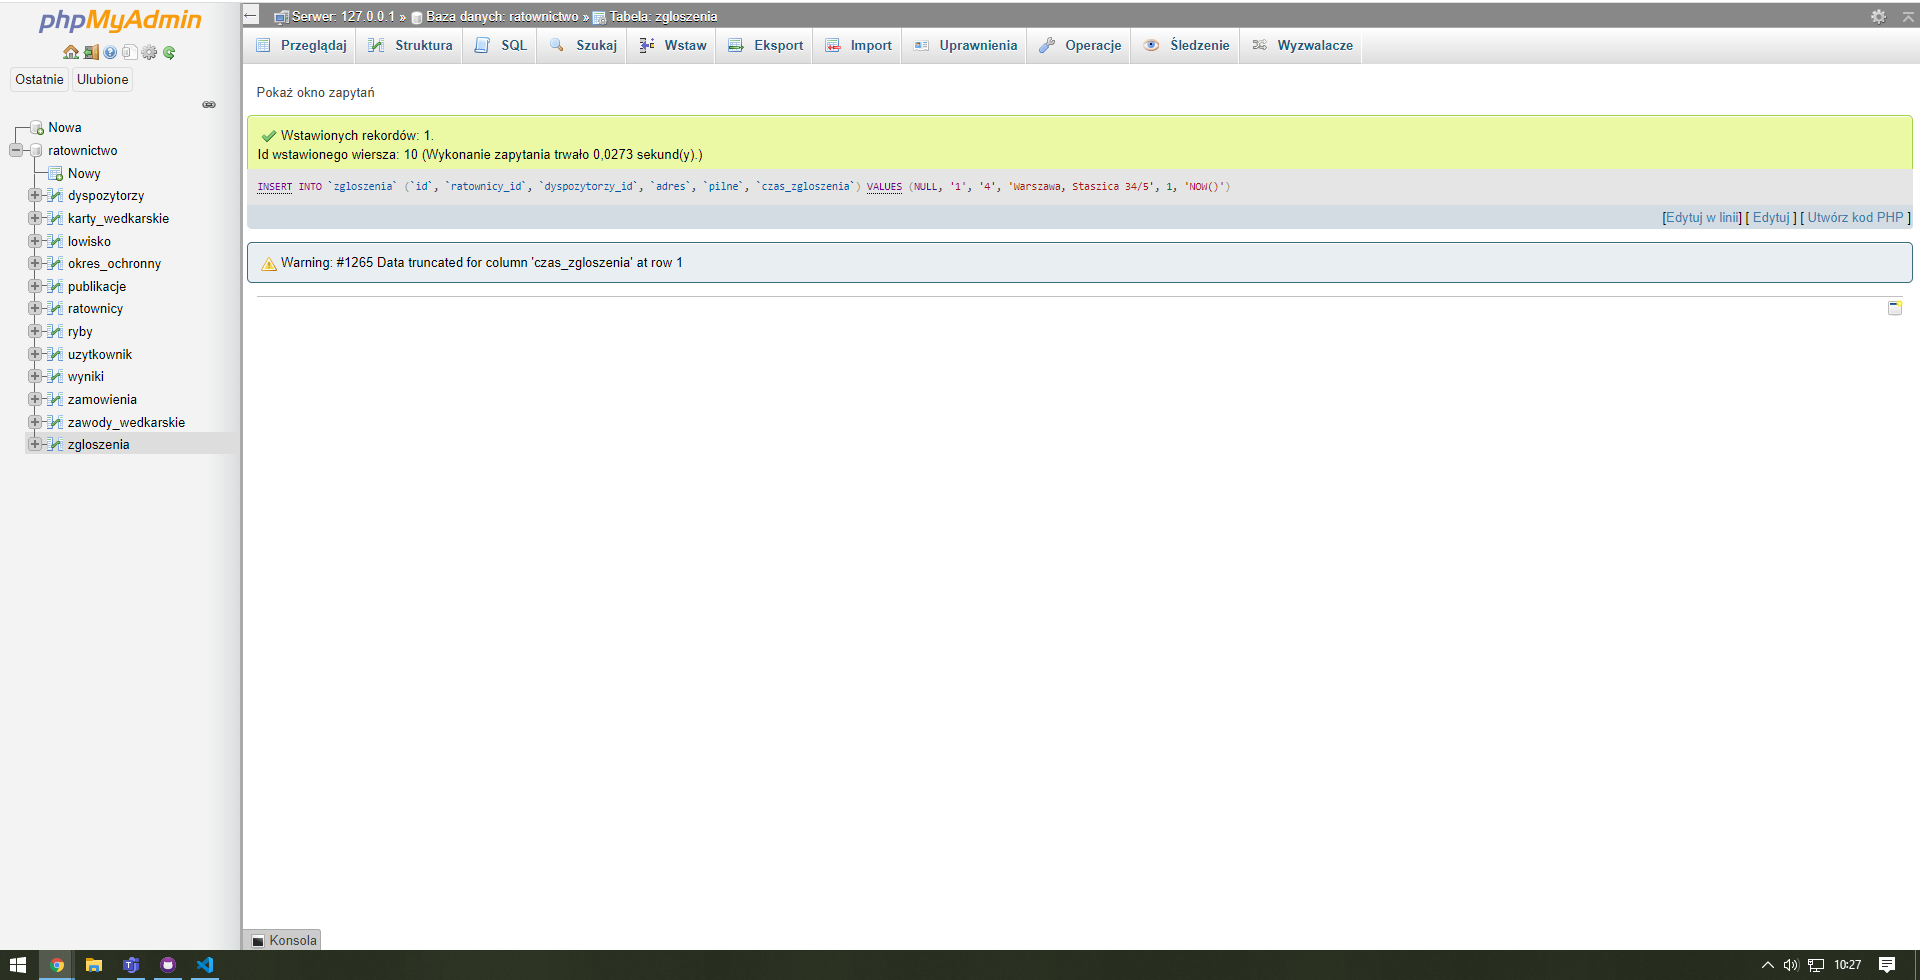 phpMyAdmin
Ostatnie Ulubione
Nowa
ratownictwo
Nowy
dyspozytorzy
karty_wedkarskie
lowisko
okres_ochronny
publikacje
ratownicy
ryby
uzytkownik
wyniki
zamowienia
zawody_wedkarskie
zgloszenia
Serwer: 127.0.0.1 » Baza danych: ratownictwo » Tabela: zgloszenia
Przeglądaj Struktura SQL Szukaj Wstaw Eksport Import Uprawnienia Operacje Śledzenie Wyzwalacze
Pokaż okno zapytań
Wstawionych rekordów: 1.
Id wstawionego wiersza: 10 (Wykonanie zapytania trwało 0,0273 sekund(y).)
INSERT INTO `zgloszenia` (`id`, `ratownicy_id`, `dyspozytorzy_id`, `adres`, `pilne`, `czas_zgloszenia`) VALUES (NULL, '1', '4', 'Warszawa, Staszica 34/5', 1, 'NOW()')
[Edytuj w linii] [ Edytuj ] [ Utwórz kod PHP ]
Warning: #1265 Data truncated for column 'czas_zgloszenia' at row 1
Konsola
10:27